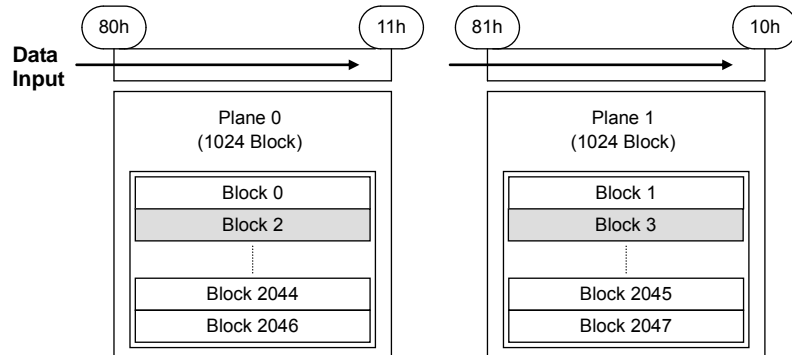 80h 11h 81h 10h
Data
Input
Plane 0
(1024 Block)
Plane 1
(1024 Block)
Block 0
Block 2
Block 2044
Block 2046
Block 1
Block 3
Block 2045
Block 2047